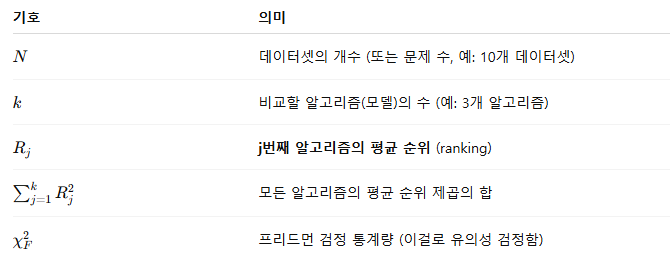 기호 의미
N 데이터셋의 개수 (또는 문제 수, 예: 10개 데이터셋)
k 비교할 알고리즘(모델)의 수 (예: 3개 알고리즘)
R_j j번째 알고리즘의 평균 순위 (ranking)
∑_{j=1}^{k} R_j^2 모든 알고리즘의 평균 순위 제곱의 합
χ_F^2 프리드먼 검정 통계량 (이걸로 유의성 검정함)